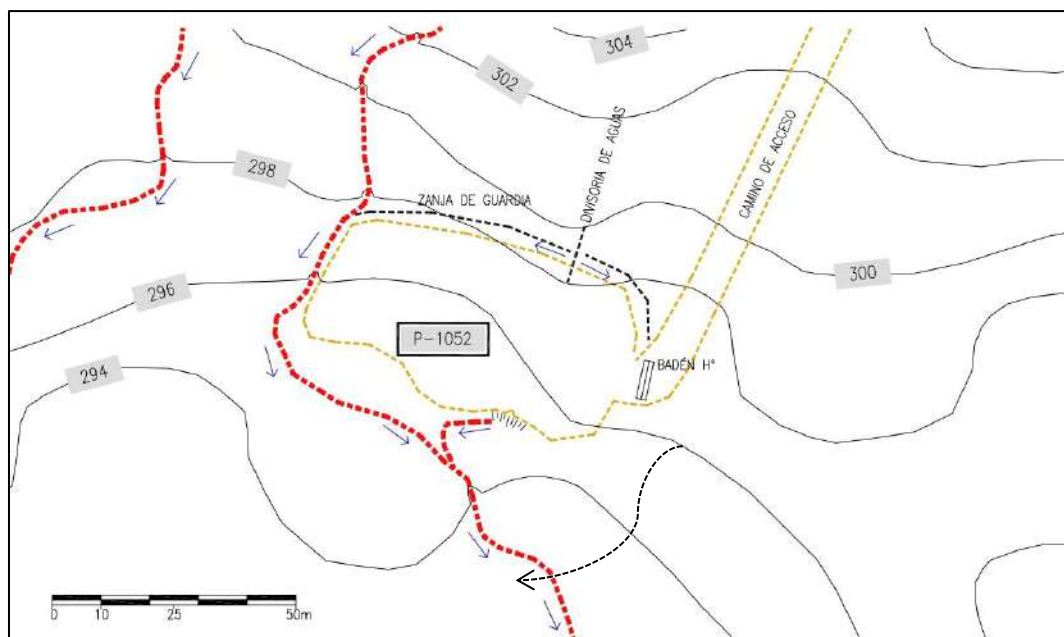 304
302
298
ZANJA DE GUARDIA
DIVISORIA DE AGUAS
CAMINO DE ACCESO
300
296
P-1052
BADÉN H°
294
0 10 25 50m